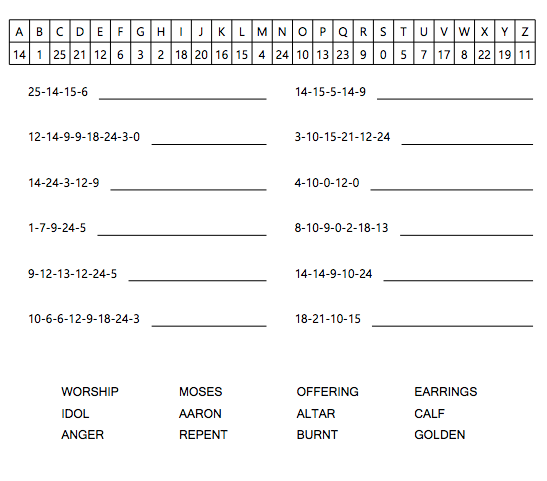 A B C D E F G H I J K L M N O P Q R S T U V W X Y Z
14 1 25 21 12 6 3 2 18 20 16 15 4 24 10 13 23 9 0 5 7 17 8 22 19 11
25-14-15-6 14-15-5-14-9
12-14-9-9-18-24-3-0 3-10-15-21-12-24
14-24-3-12-9 4-10-0-12-0
1-7-9-24-5 8-10-9-0-2-18-13
9-12-13-12-24-5 14-14-9-10-24
10-6-6-12-9-18-24-3 18-21-10-15
WORSHIP MOSES OFFERING EARRINGS
IDOL AARON ALTAR CALF
ANGER REPENT BURNT GOLDEN